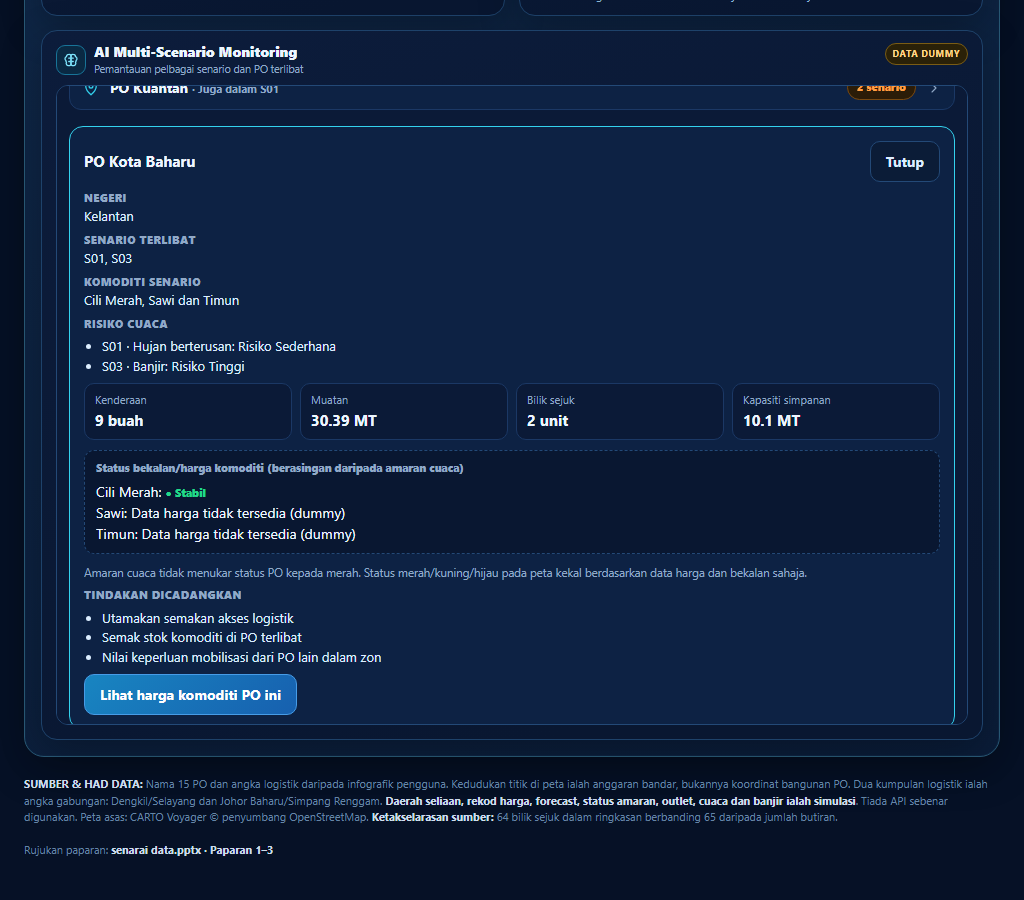 AI Multi-Scenario Monitoring
Pemantauan pelbagai senario dan PO terlibat
DATA DUMMY
PO Kuantan · Juga dalam S01
2 senario
PO Kota Baharu
Tutup
NEGERI
Kelantan
SENARIO TERLIBAT
S01, S03
KOMODITI SENARIO
Cili Merah, Sawi dan Timun
RISIKO CUACA
• S01 · Hujan berterusan: Risiko Sederhana
• S03 · Banjir: Risiko Tinggi
Kenderaan
9 buah
Muatan
30.39 MT
Bilik sejuk
2 unit
Kapasiti simpanan
10.1 MT
Status bekalan/harga komoditi (berasingan daripada amaran cuaca)
Cili Merah: • Stabil
Sawi: Data harga tidak tersedia (dummy)
Timun: Data harga tidak tersedia (dummy)
Amaran cuaca tidak menukar status PO kepada merah. Status merah/kuning/hijau pada peta kekal berdasarkan data harga dan bekalan sahaja.
TINDAKAN DICADANGKAN
• Utamakan semakan akses logistik
• Semak stok komoditi di PO terlibat
• Nilai keperluan mobilisasi dari PO lain dalam zon
Lihat harga komoditi PO ini
SUMBER & HAD DATA: Nama 15 PO dan angka logistik daripada infografik pengguna. Kedudukan titik di peta ialah anggaran bandar, bukannya koordinat bangunan PO. Dua kumpulan logistik ialah
angka gabungan: Dengkil/Selayang dan Johor Baharu/Simpang Renggam. Daerah seliaan, rekod harga, forecast, status amaran, outlet, cuaca dan banjir ialah simulasi. Tiada API sebenar
digunakan. Peta asas: CARTO Voyager © penyumbang OpenStreetMap. Ketakselarasan sumber: 64 bilik sejuk dalam ringkasan berbanding 65 daripada jumlah butiran.
Rujukan paparan: senarai data.pptx · Paparan 1–3